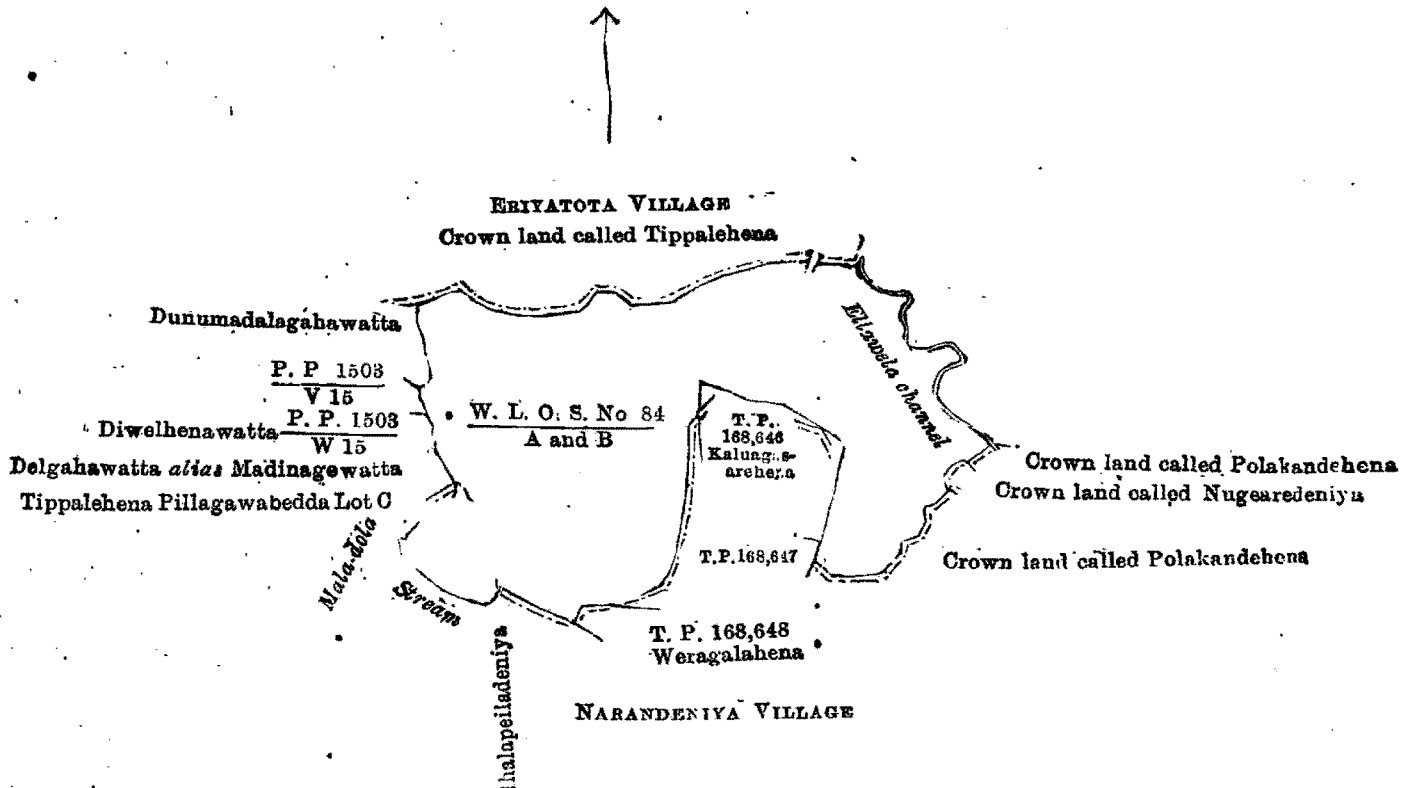 EBIYATOTA VILLAGE
Crown land called Tippalehena
Dunumadalagahawatta
P. P 1503
V 15
Diwelhenawatta P. P. 1503
W 15
Delgahawatta alias Madinagewatta
Tippalehena Pillagawabedda Lot C
W. L. O. S. No 84
A and B
T. P.
168,646
Ellawela channel
Crown land called Polakandehena
Crown land called Nugearedeniya
T.P.168,647
Crown land called Polakandehena
Mala-dola
Stream
T. P. 168,648
Weragalahena
NARANDENIYA VILLAGE